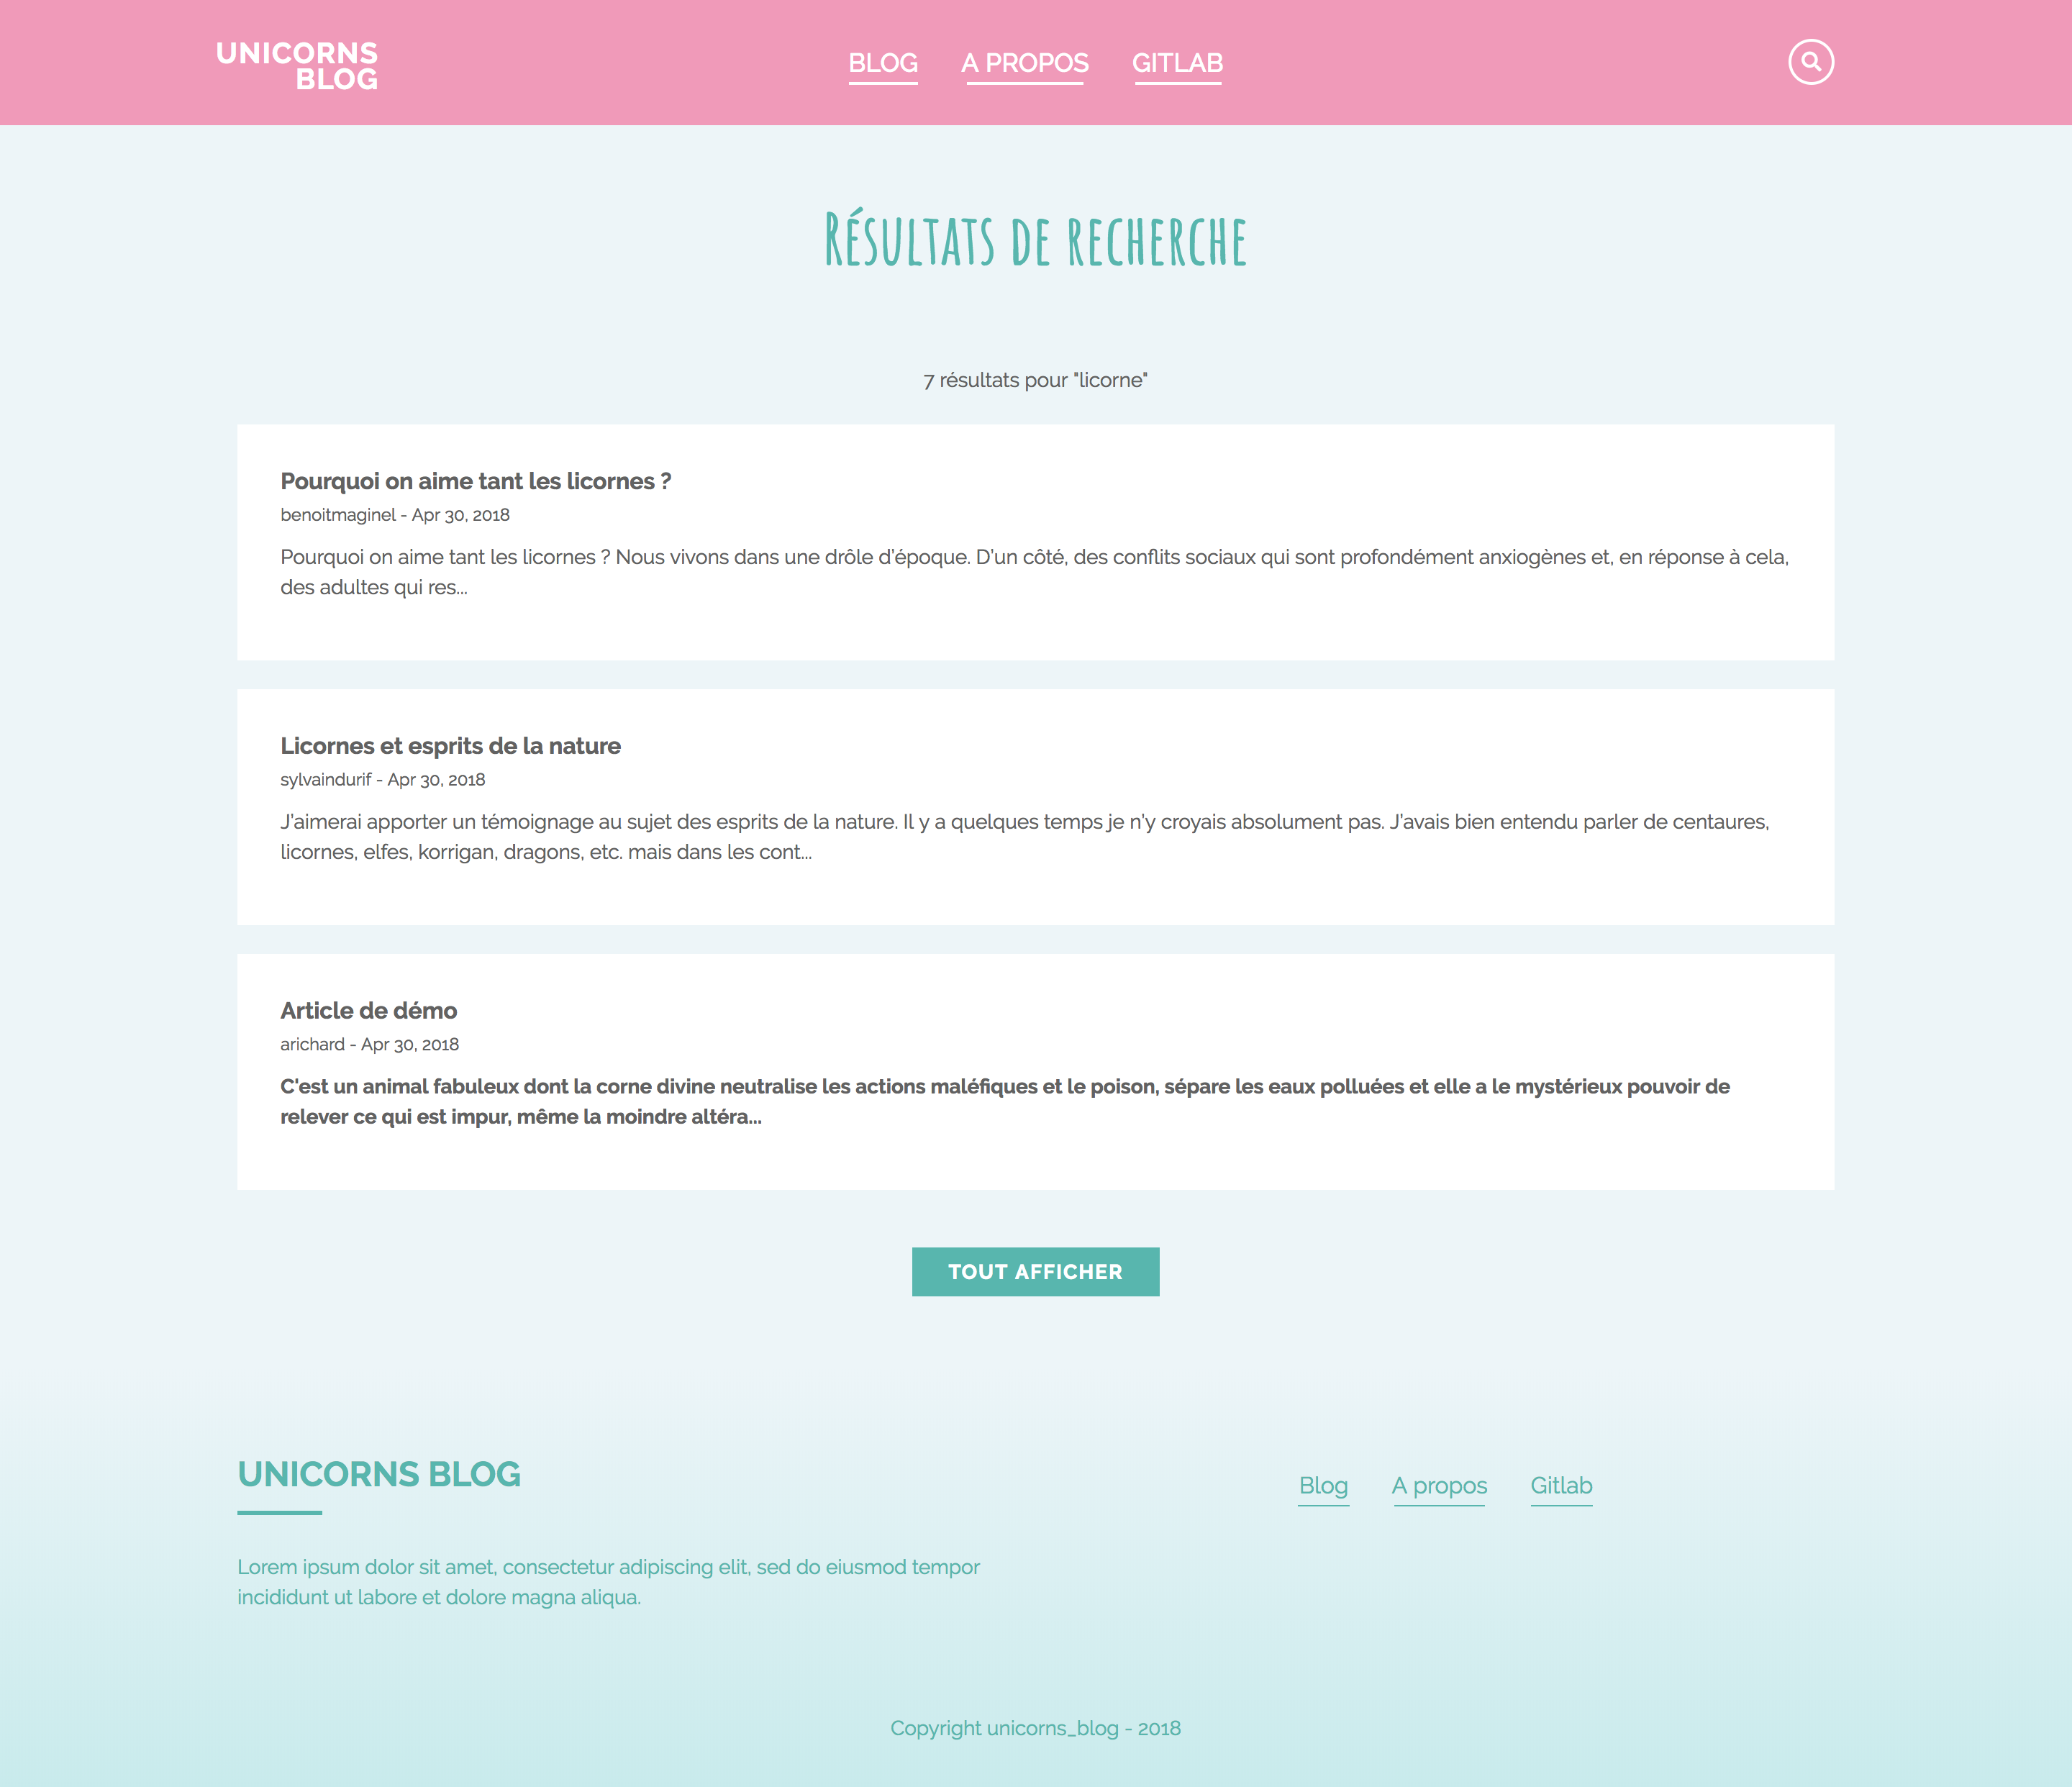 UNICORNS
BLOG
BLOG A PROPOS GITLAB
Résultats de recherche
7 résultats pour "licorne"
Pourquoi on aime tant les licornes ?
benoitmaginel - Apr 30, 2018
Pourquoi on aime tant les licornes ? Nous vivons dans une drôle d'époque. D'un côté, des conflits sociaux qui sont profondément anxiogènes et, en réponse à cela,
des adultes qui res...
Licornes et esprits de la nature
sylvaindurif - Apr 30, 2018
J'aimerai apporter un témoignage au sujet des esprits de la nature. Il y a quelques temps je n'y croyais absolument pas. J'avais bien entendu parler de centaures,
licornes, elfes, korrigan, dragons, etc. mais dans les cont...
Article de démo
arichard - Apr 30, 2018
C'est un animal fabuleux dont la corne divine neutralise les actions maléfiques et le poison, sépare les eaux polluées et elle a le mystérieux pouvoir de
relever ce qui est impur, même la moindre altéra...
TOUT AFFICHER
UNICORNS BLOG
Blog A propos Gitlab
Lorem ipsum dolor sit amet, consectetur adipiscing elit, sed do eiusmod tempor
incididunt ut labore et dolore magna aliqua.
Copyright unicorns_blog - 2018